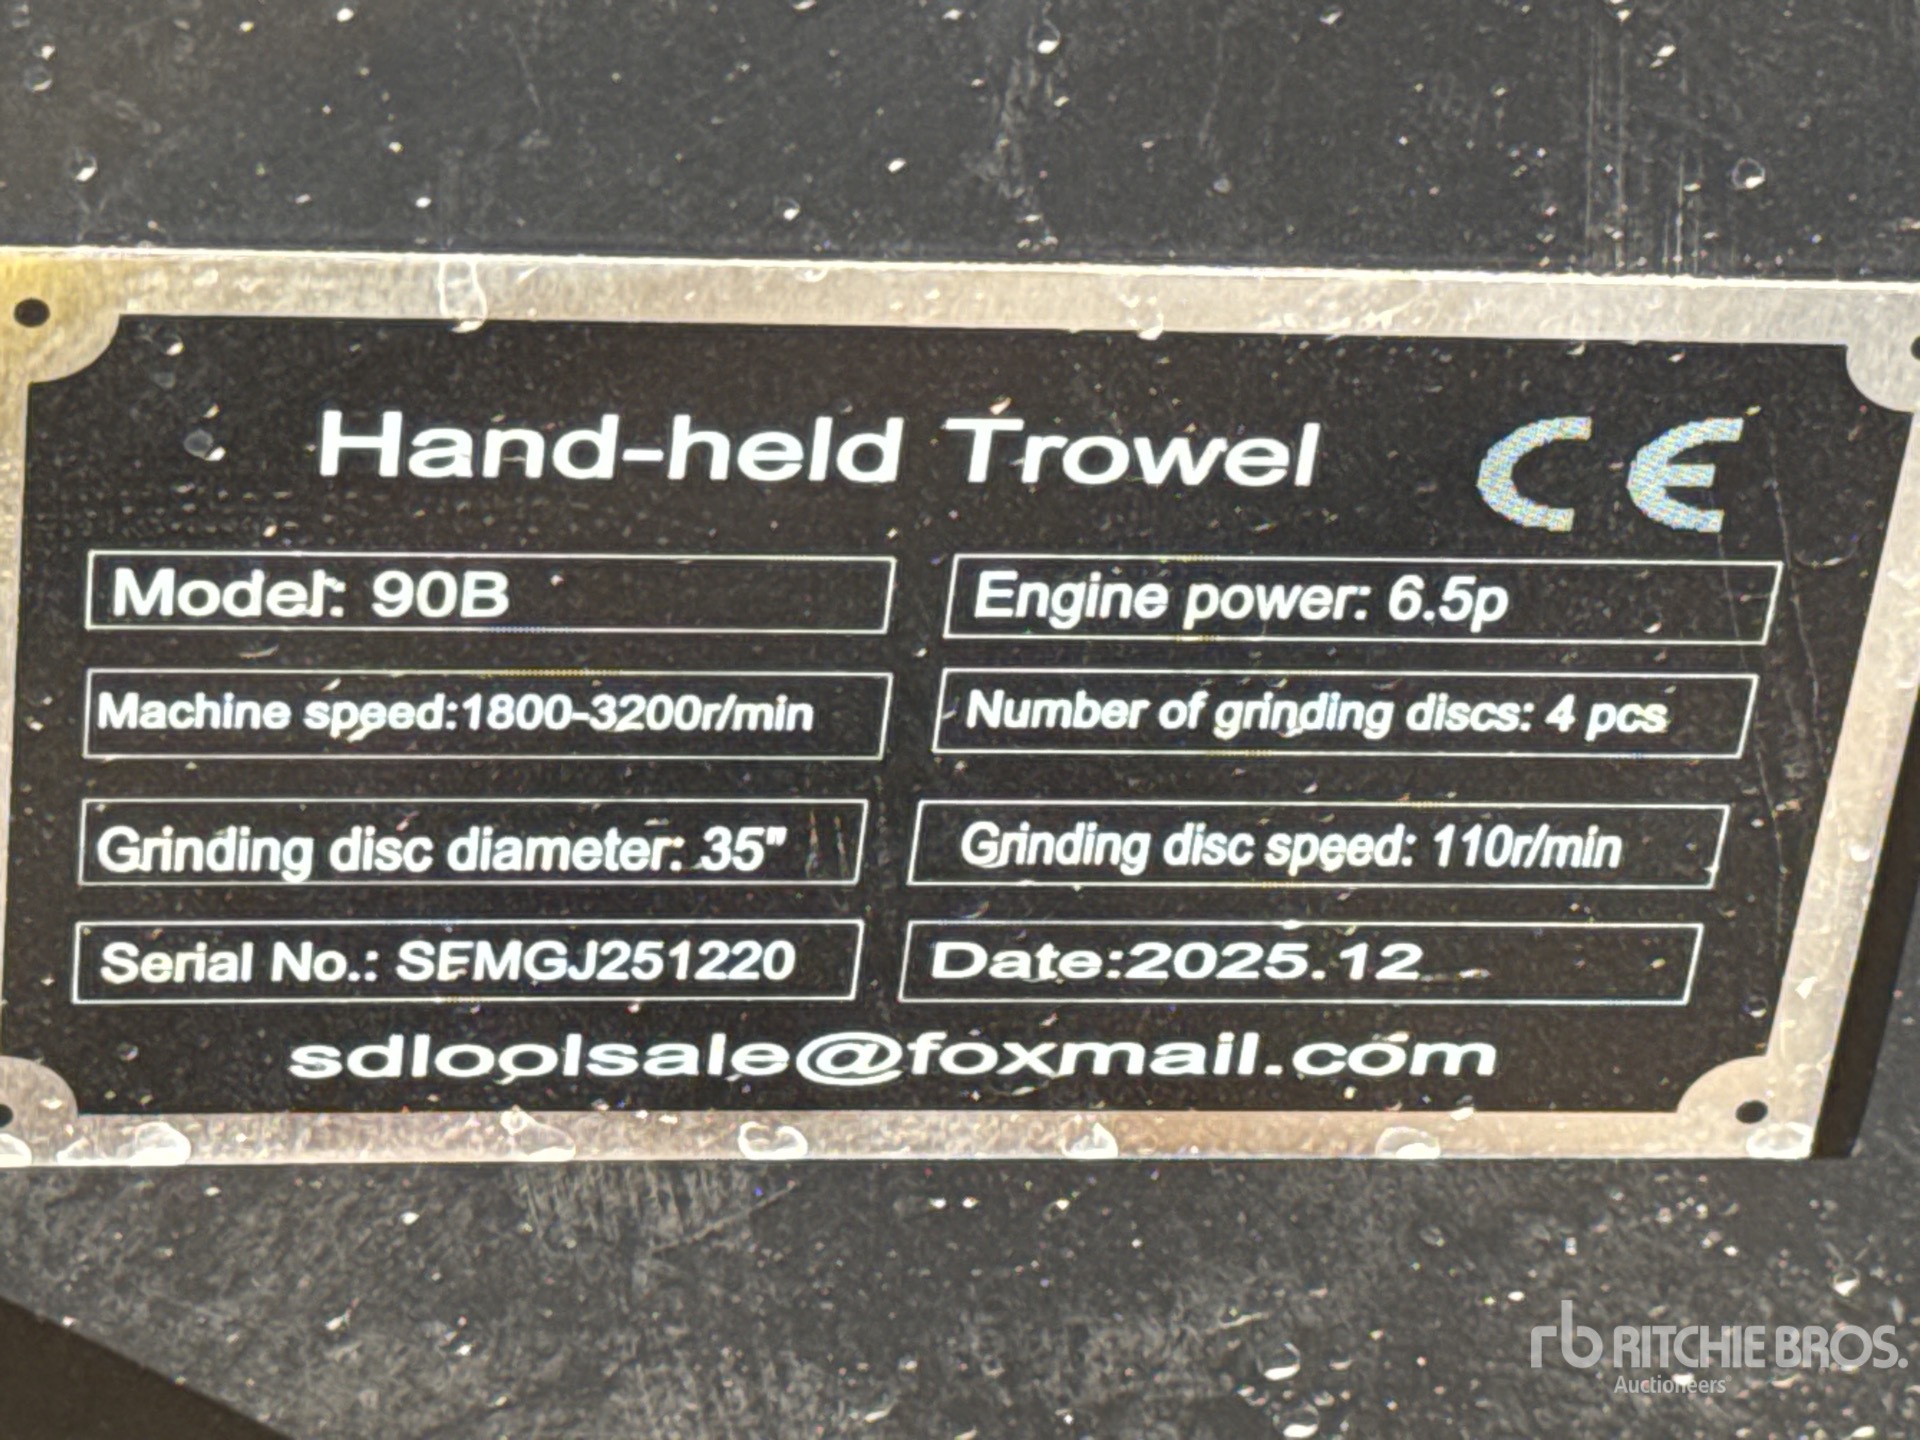 Hand-held Trowel CE
Model: 90B
Engine power: 6.5p
Machine speed:1800-3200r/min
Number of grinding discs: 4 pcs
Grinding disc diameter: 35"
Grinding disc speed: 110r/min
Serial No.: SFMGJ251220
Date:2025.12
sdloolsale@foxmail.com
rb RITCHIE BROS.
Auctioneers